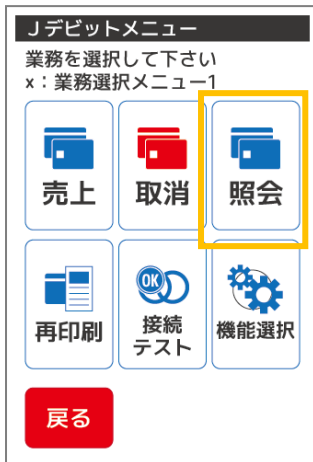 Jデビットメニュー
業務を選択して下さい
x：業務選択メニュー1
売上
取消
照会
再印刷
OK
接続
テスト
機能選択
戻る